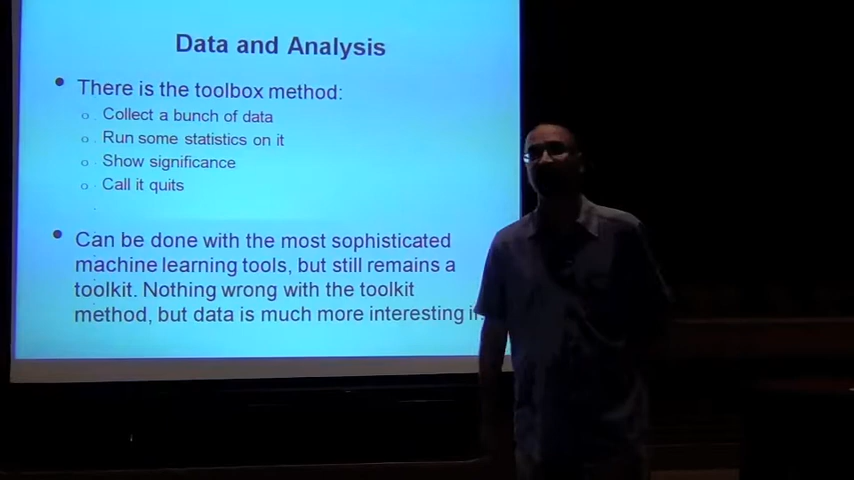 Data and Analysis
There is the toolbox method:
Collect a bunch of data
Run some statistics on it
Show significance
Call it quits
Can be done with the most sophisticated
machine learning tools, but still remains a
toolkit. Nothing wrong with the toolkit
method, but data is much more interesting